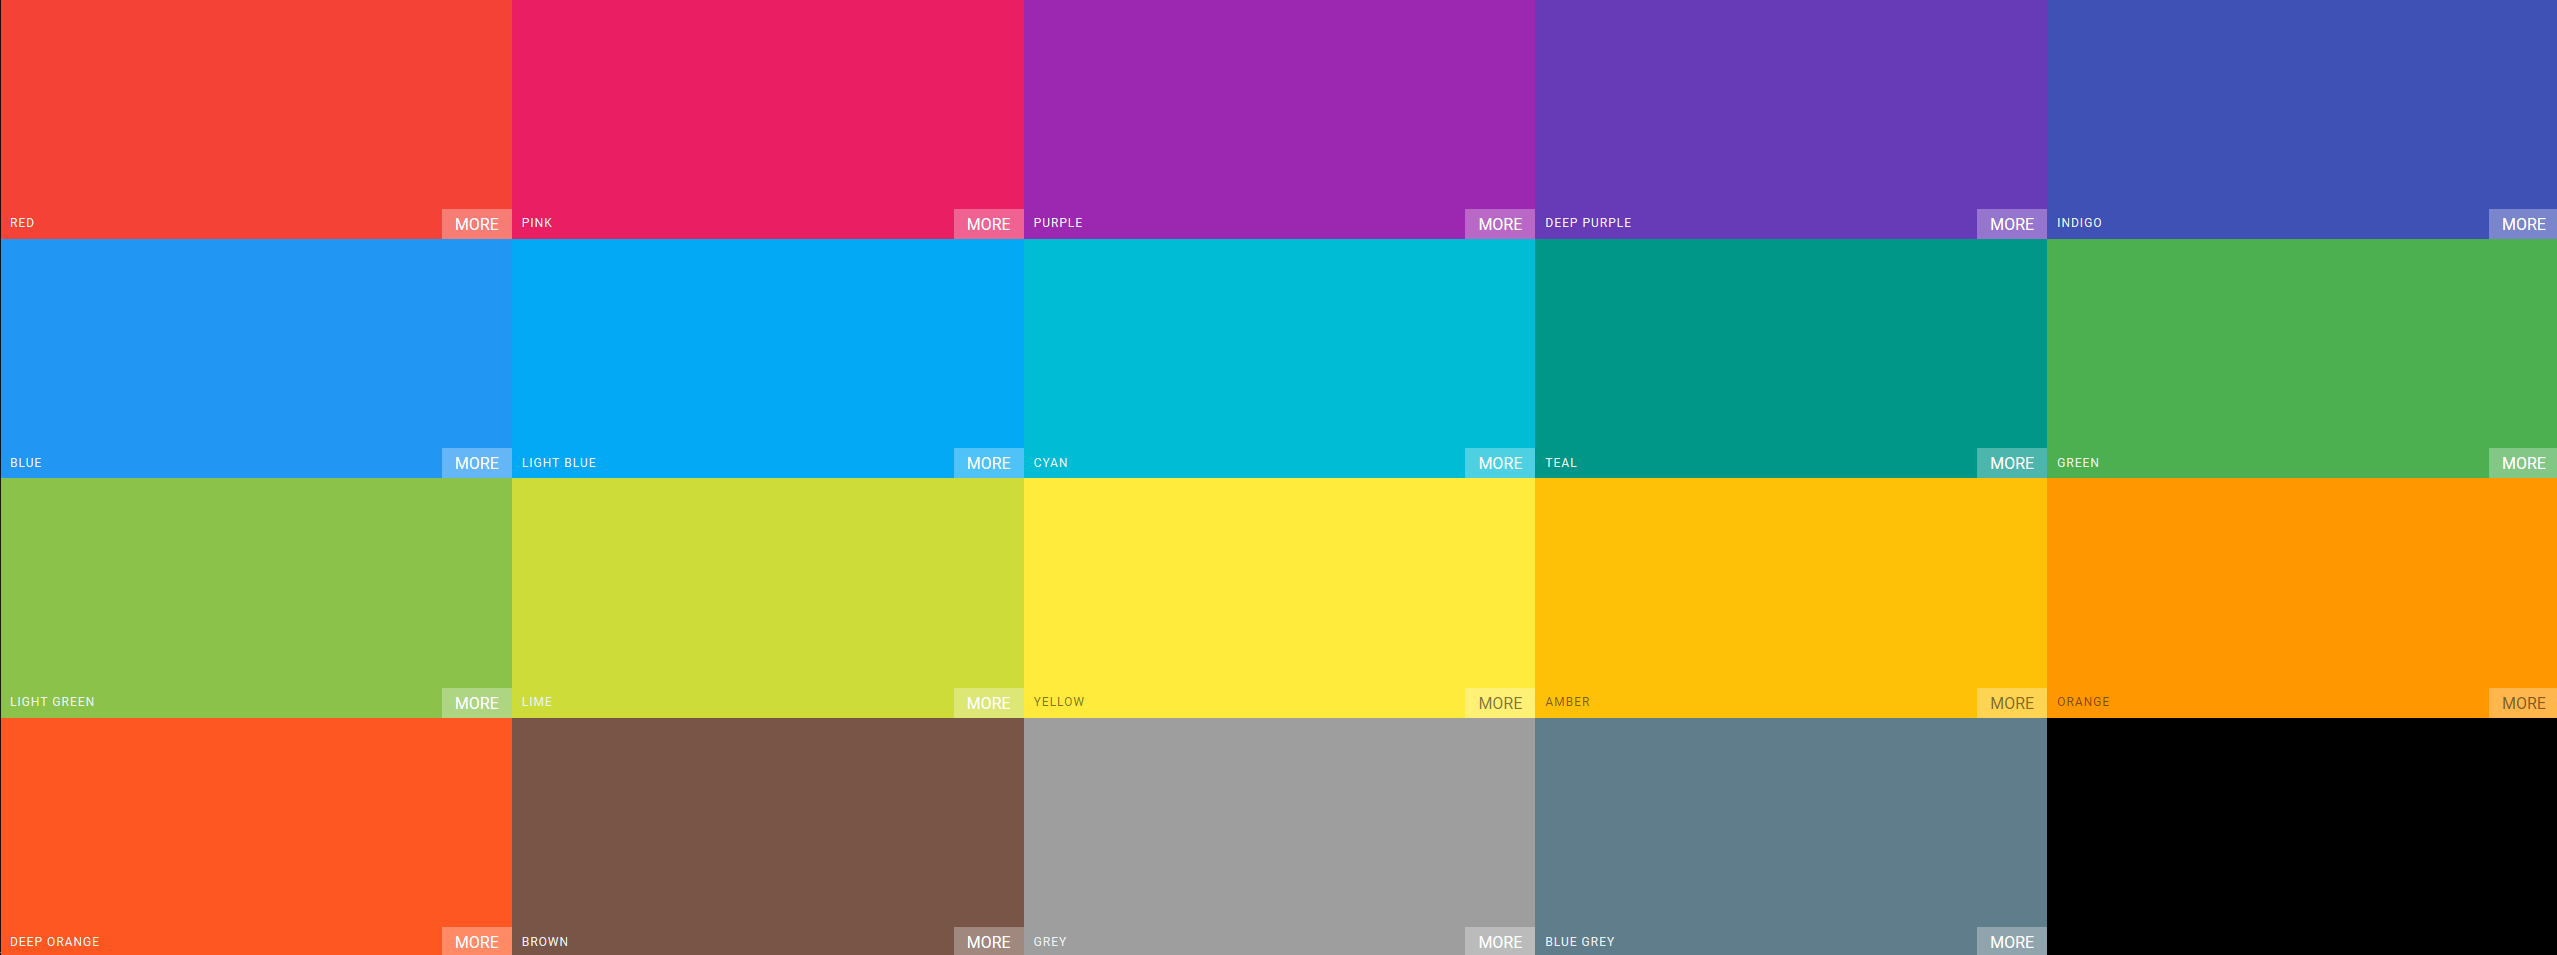 RED MORE PINK MORE PURPLE MORE DEEP PURPLE MORE INDIGO MORE
BLUE MORE LIGHT BLUE MORE CYAN MORE TEAL MORE GREEN MORE
LIGHT GREEN MORE LIME MORE YELLOW MORE AMBER MORE ORANGE MORE
DEEP ORANGE MORE BROWN MORE GREY MORE BLUE GREY MORE